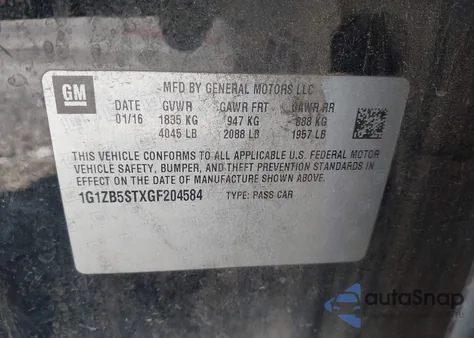 GM
MFD BY GENERAL MOTORS LLC
DATE GVWR GAWR FRT GAWR RR
01/16 1835 KG 947 KG 888 KG
4045 LB 2088 LB 1957 LB
THIS VEHICLE CONFORMS TO ALL APPLICABLE U.S. FEDERAL MOTOR
VEHICLE SAFETY, BUMPER, AND THEFT PREVENTION STANDARDS
IN EFFECT ON THE DATE OF MANUFACTURE SHOWN ABOVE.
1G1ZB5STXGF204584 TYPE: PASS CAR
autoSnap